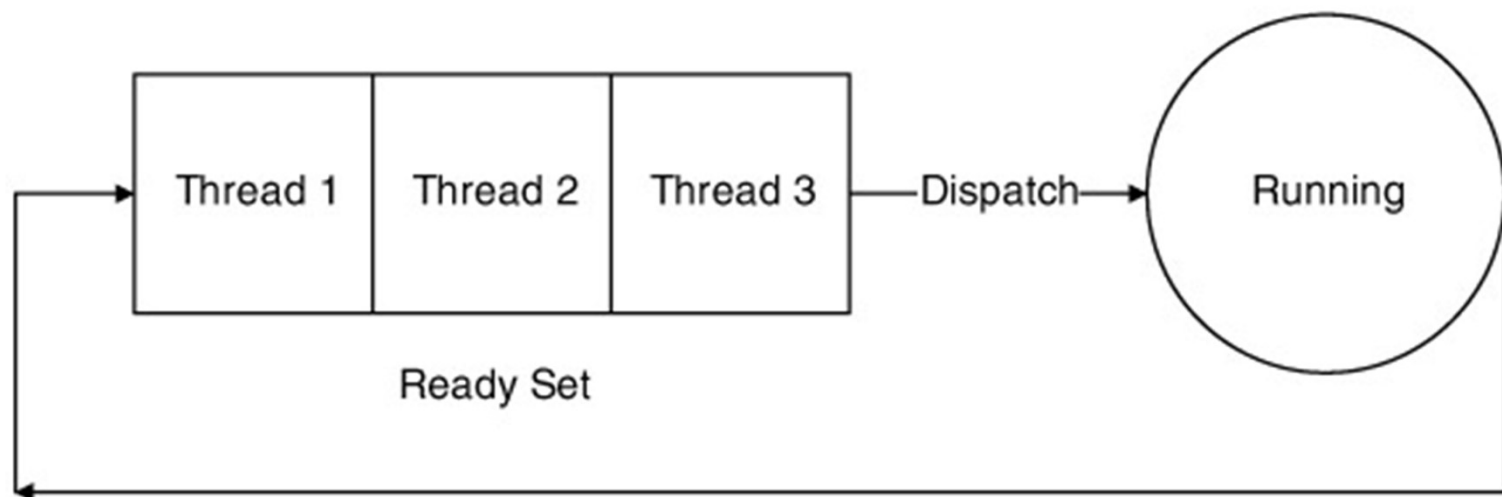 Thread 1
Thread 2
Thread 3
Dispatch
Running
Ready Set